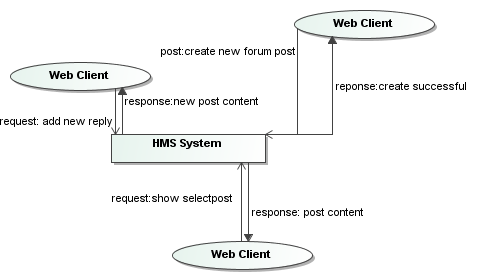 Web Client
post:create new forum post
Web Client
reponse:create successful
response:new post content
request: add new reply
HMS System
request:show selectpost
response: post content
Web Client